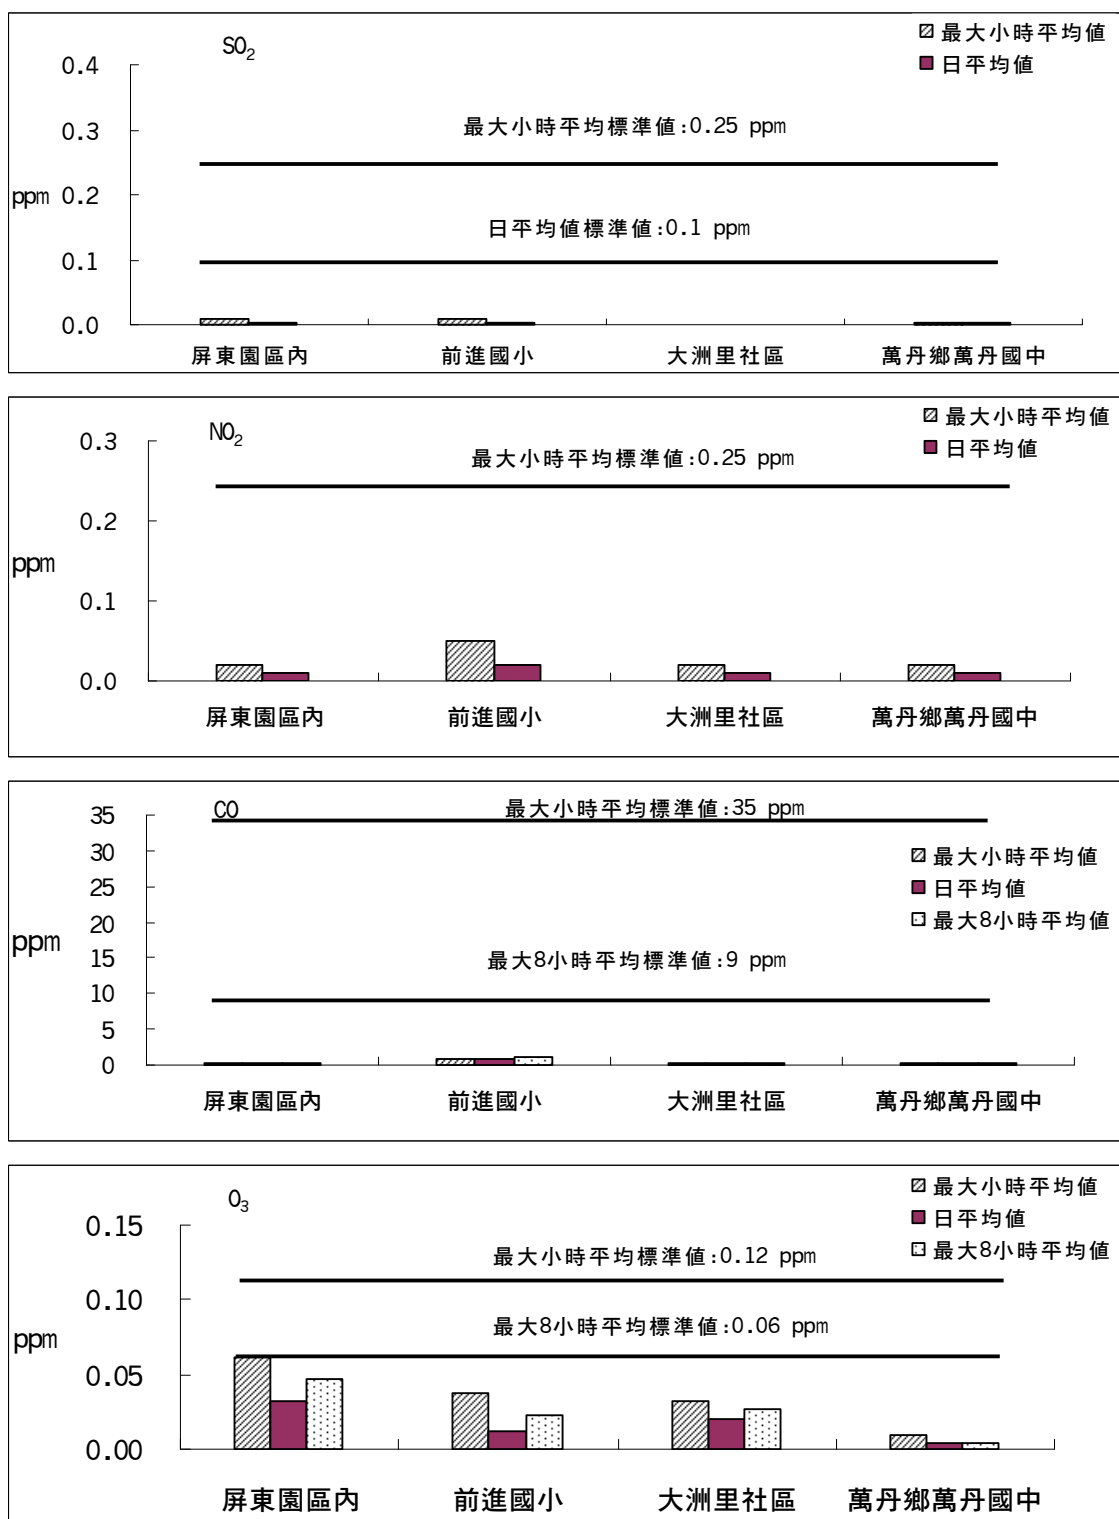 SO2
最大小時平均值
日平均值
0.4
最大小時平均標準值:0.25 ppm
0.3
ppm
0.2
日平均值標準值:0.1 ppm
0.1
0.0
屏東園區內 前進國小 大洲里社區 萬丹鄉萬丹國中
NO2
最大小時平均值
日平均值
0.3
最大小時平均標準值:0.25 ppm
0.2
ppm
0.1
0.0
屏東園區內 前進國小 大洲里社區 萬丹鄉萬丹國中
CO
最大小時平均標準值:35 ppm
35
30
最大小時平均值
25
日平均值
20
最大8小時平均值
ppm
15
最大8小時平均標準值:9 ppm
10
5
0
屏東園區內 前進國小 大洲里社區 萬丹鄉萬丹國中
O3
最大小時平均值
日平均值
最大8小時平均值
0.15
最大小時平均標準值:0.12 ppm
0.10
最大8小時平均標準值:0.06 ppm
ppm
0.05
0.00
屏東園區內 前進國小 大洲里社區 萬丹鄉萬丹國中